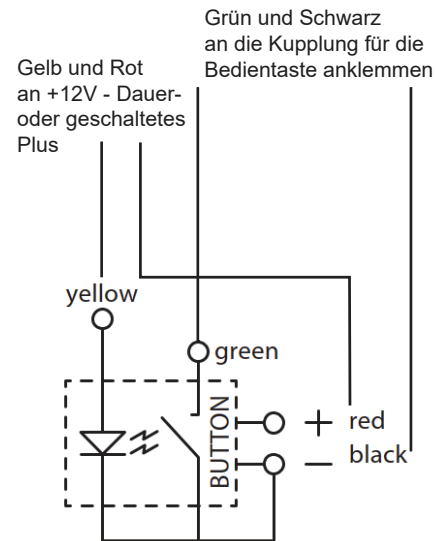 Grün und Schwarz
an die Kupplung für die
Bedientaste anklemmen
Gelb und Rot
an +12V - Dauer-
oder geschaltetes
Plus
yellow
green
BUTTON
+ red
− black